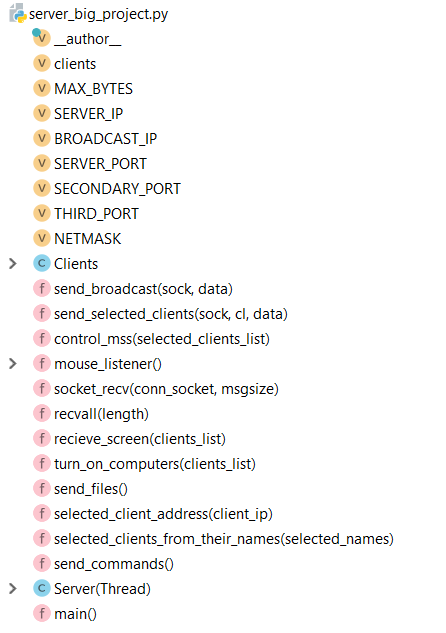 server_big_project.py
V __author__
V clients
V MAX_BYTES
V SERVER_IP
V BROADCAST_IP
V SERVER_PORT
V SECONDARY_PORT
V THIRD_PORT
V NETMASK
C Clients
f send_broadcast(sock, data)
f send_selected_clients(sock, cl, data)
f control_mss(selected_clients_list)
f mouse_listener()
f socket_recv(conn_socket, msgsize)
f recvall(length)
f recieve_screen(clients_list)
f turn_on_computers(clients_list)
f send_files()
f selected_client_address(client_ip)
f selected_clients_from_their_names(selected_names)
f send_commands()
C Server(Thread)
f main()